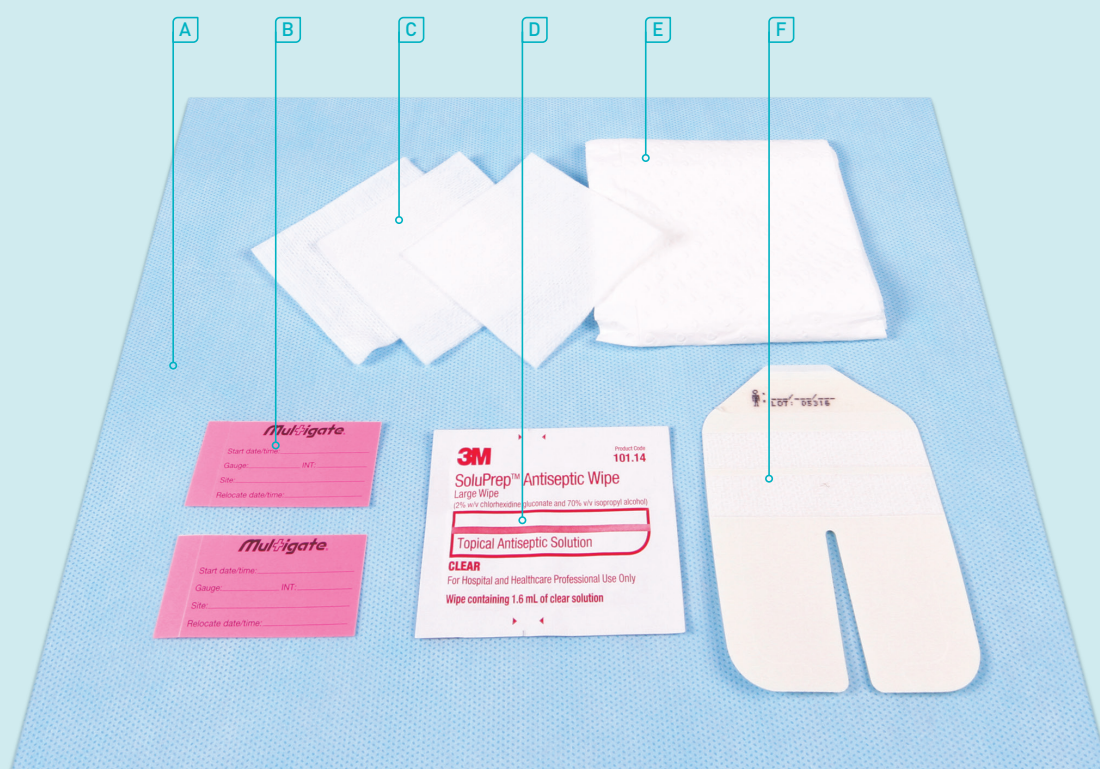 A B C D E F
LOT: 05316
Multigate
Start date/time:
Gauge: INT:
Site:
Relocate date/time:
3M
Product Code
101.14
SoluPrep™ Antiseptic Wipe
Large Wipe
(2% w/v chlorhexidine gluconate and 70% v/v isopropyl alcohol)
Topical Antiseptic Solution
CLEAR
For Hospital and Healthcare Professional Use Only
Wipe containing 1.6 mL of clear solution
Multigate
Start date/time:
Gauge: INT:
Site:
Relocate date/time: